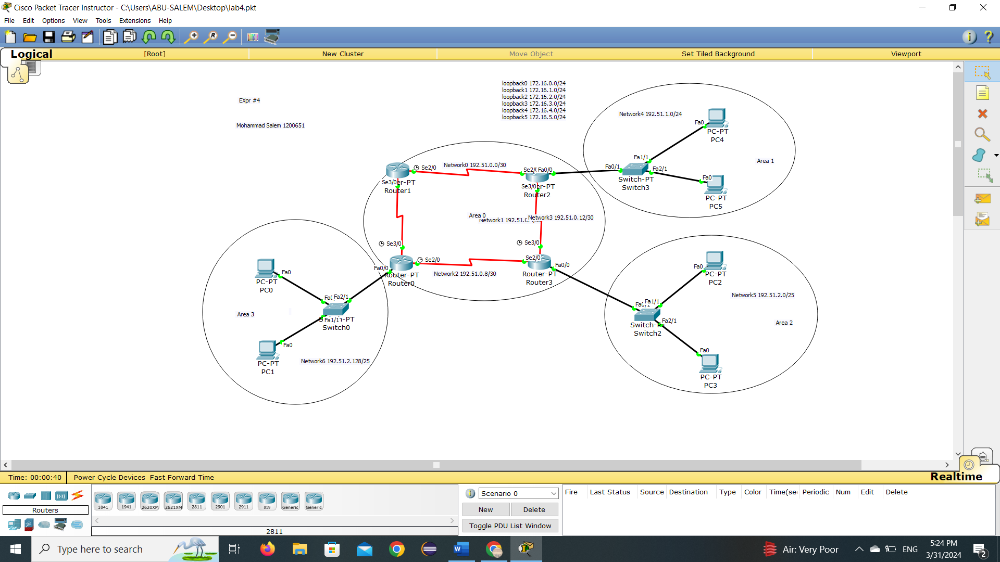 Cisco Packet Tracer Instructor - C:\Users\ABU-SALEM\Desktop\lab4.pkt
File Edit Options View Tools Extensions Help
Logical [Root] New Cluster Move Object Set Tiled Background Viewport
EXpr #4
Mohammad Salem 1200651
loopback0 172.16.0.0/24
loopback1 172.16.1.0/24
loopback2 172.16.2.0/24
loopback3 172.16.3.0/24
loopback4 172.16.4.0/24
loopback5 172.16.5.0/24
Network4 192.51.1.0/24
Fa0
PC-PT
PC4
Fa1/1
Area 1
Fa0/1
Fa2/1
Switch-PT
Switch3
Fa0
PC-PT
PC5
Se2/0
Network0 192.51.0.0/30
Fa0/0
Se3/0
Router1
Se3/0
Router2
Area 0
Network3 192.51.0.12/30
Network1 192.51.0.
Se3/0
Se3/0
Se2/0
Se2/0
Fa0/0
Fa0/0
Network2 192.51.0.8/30
Router-PT
Router0
Router-PT
Router3
Fa0
PC-PT
PC0
Fa2/1
Area 3
Fa1/1
Switch0
Fa0
PC-PT
PC1
Network6 192.51.2.128/25
Fa0
PC-PT
PC2
Network5 192.51.2.0/25
Fa1/1
Fa2/1
Area 2
Switch2
Fa0
PC-PT
PC3
Time: 00:00:40 Power Cycle Devices Fast Forward Time Realtime
Routers
1841 1941 2620XM 2621XM 2811 2901 2911 819 Generic Generic
2811
Scenario 0
New Delete
Toggle PDU List Window
Fire Last Status Source Destination Type Color Time(sec Periodic Num Edit Delete
Type here to search
Air: Very Poor
ENG
5:24 PM
3/31/2024
2